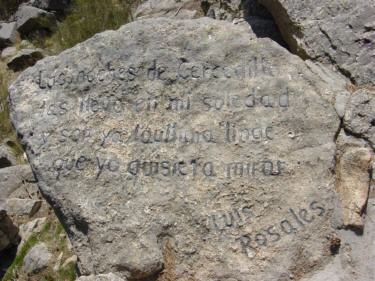 Las noches de Cercedilla
las llevo en mi soledad
y son ya la última linde
que yo quisiera mirar
Luis
Rosales